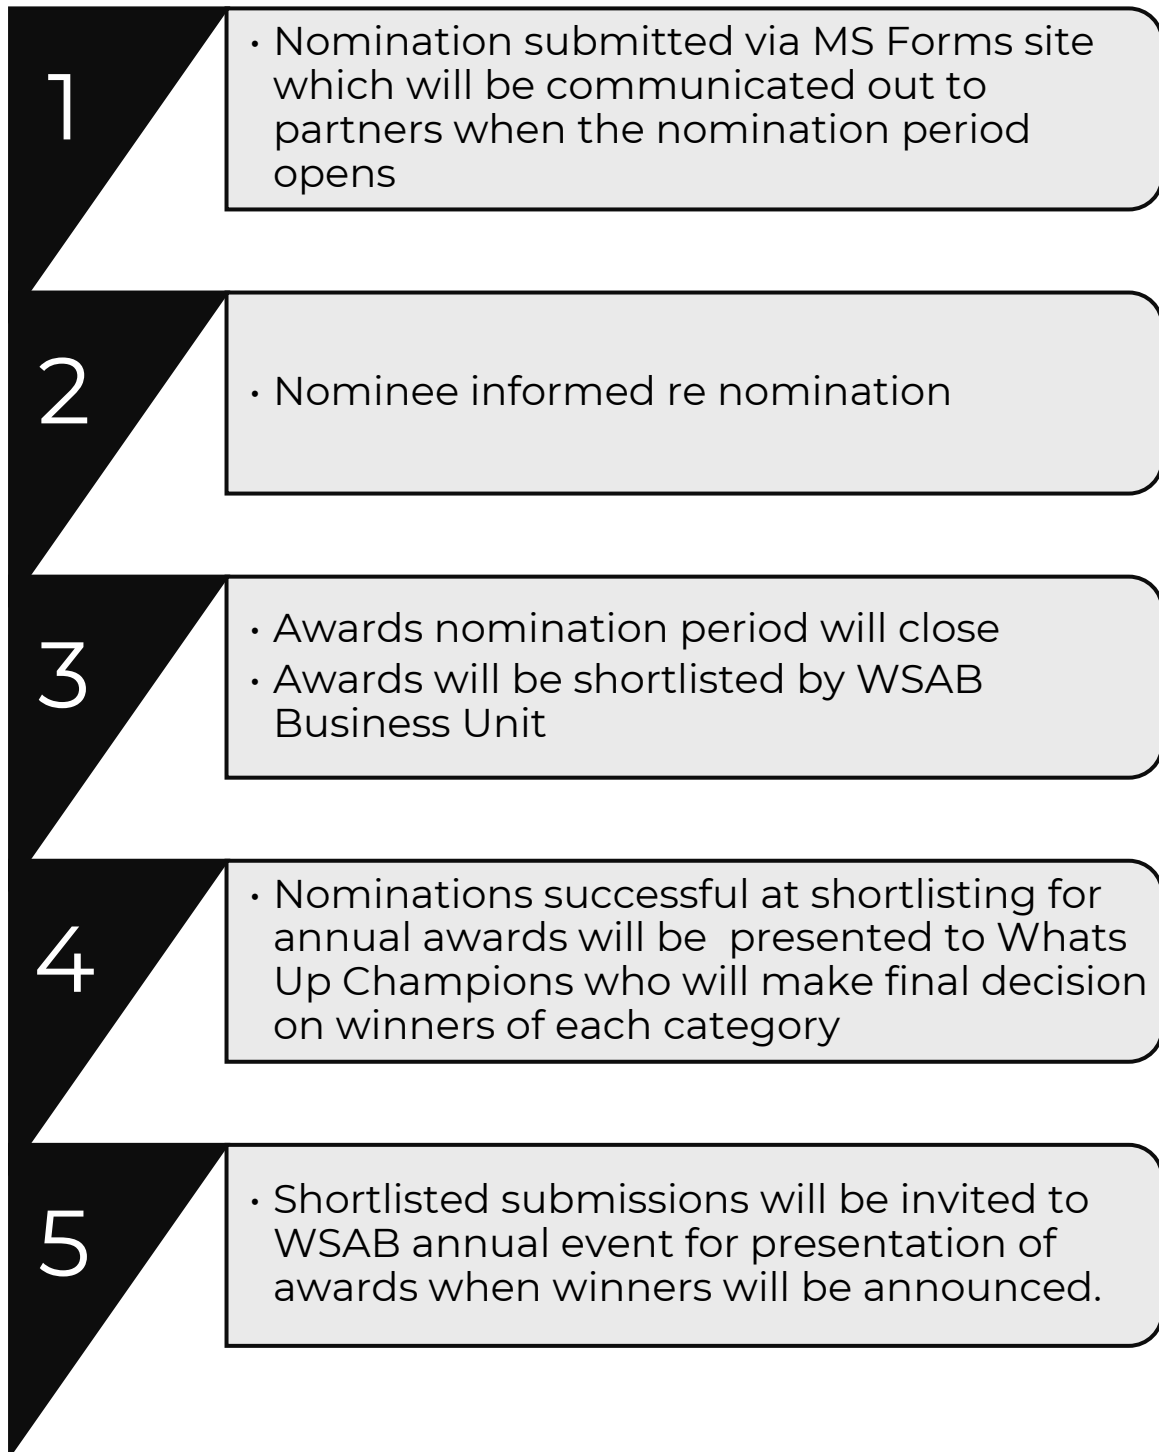 1
· Nomination submitted via MS Forms site
which will be communicated out to
partners when the nomination period
opens
2
· Nominee informed re nomination
3
· Awards nomination period will close
· Awards will be shortlisted by WSAB
Business Unit
4
· Nominations successful at shortlisting for
annual awards will be  presented to Whats
Up Champions who will make final decision
on winners of each category
5
· Shortlisted submissions will be invited to
WSAB annual event for presentation of
awards when winners will be announced.